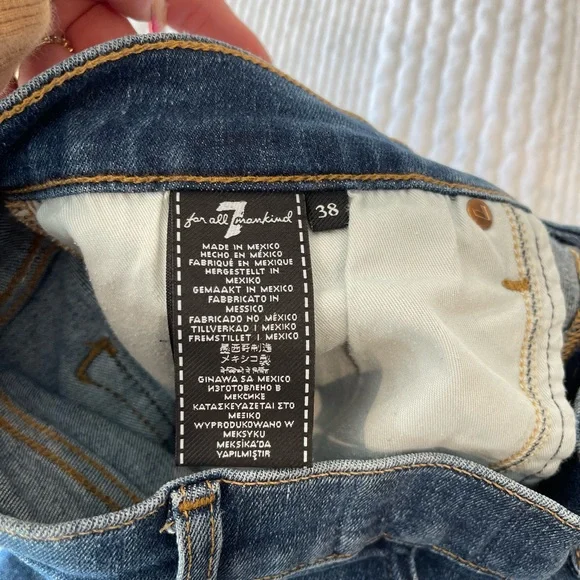 7
for all mankind
38
MADE IN MEXICO
HECHO EN MÉXICO
FABRIQUÉ EN MEXIQUE
HERGESTELLT IN
MEXIKO
GEMAAKT IN MEXICO
FABBRICATO IN
MESSICO
FABRICADO NO MÉXICO
TILLVERKAD I MEXIKO
FREMSTILLET I MEXICO
墨西哥制造
メキシコ製
GINAWA SA MEXICO
ИЗГОТОВЛЕНО В
МЕКСИКЕ
ΚΑΤΑΣΚΕΥΑΖΕΤΑΙ ΣΤΟ
ΜΕΞΙΚΟ
WYPRODUKOWANO W
MEKSYKU
MEKSİKA'DA
YAPILMIŞTIR